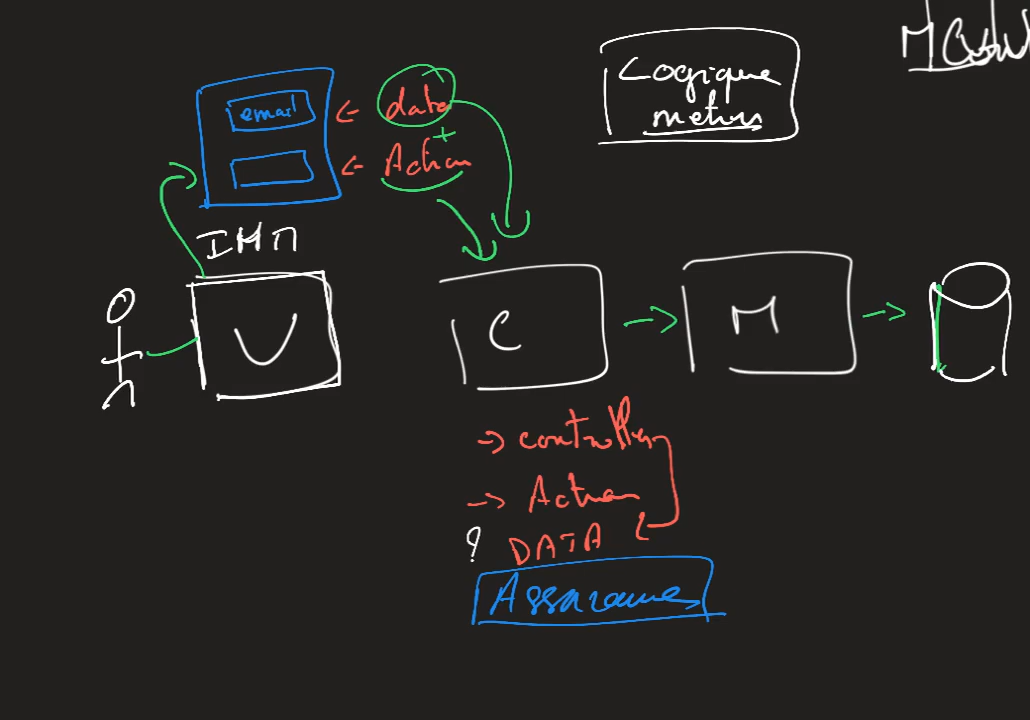 Logique
metier
email
data
+
Action
+
IHM
V
C
M
→ controller
→ Action
? DATA
Assurance